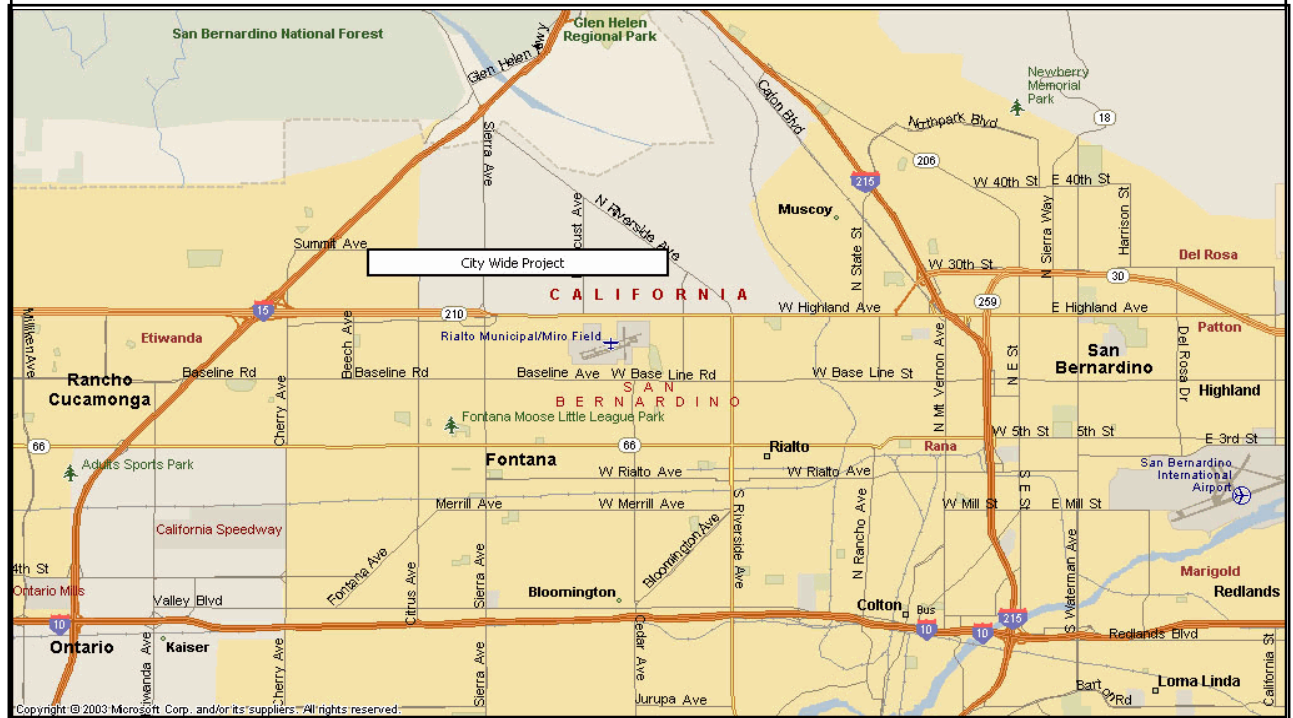 San Bernardino National Forest
Glen Helen
Regional Park
Glen Helen Pkwy
Newberry
Memorial
Park
18
Cajon Blvd
Northpark Blvd
206
Sierra Ave
215
W 40th St
E 40th St
N Riverside Ave
Muscoy
Harrison St
N Sierra Way
N State St
Summit Ave
City Wide Project
W 30th St
30
Del Rosa
CALIFORNIA
15
210
W Highland Ave
259
E Highland Ave
Milliken Ave
Etiwanda
Beech Ave
Rialto Municipal/Miro Field
Patton
N Mt Vernon Ave
N E St
San
Bernardino
Del Rosa Dr
Rancho
Cucamonga
Baseline Rd
Baseline Rd
Baseline Ave
W Base Line Rd
W Base Line St
Highland
SAN
BERNARDINO
Cherry Ave
Fontana Moose Little League Park
66
66
Rialto
Rana
W 5th St
5th St
E 3rd St
Adults Sports Park
Fontana
W Rialto Ave
W Rialto Ave
San Bernardino
International
Airport
S E St
Merrill Ave
W Merrill Ave
W Mill St
E Mill St
California Speedway
S Riverside Ave
Bloomington Ave
N Rancho Ave
Fontana Ave
Citrus Ave
Sierra Ave
S Waterman Ave
4th St
Ontario Mills
Valley Blvd
Bloomington
Colton
Bus
Marigold
Redlands
10
10
10
215
Redlands Blvd
Ontario
Kaiser
Etiwanda Ave
Cherry Ave
Sierra Ave
Cedar Ave
Jurupa Ave
Barton Rd
Loma Linda
California St
Copyright © 2003 Microsoft Corp. and/or its suppliers. All rights reserved.